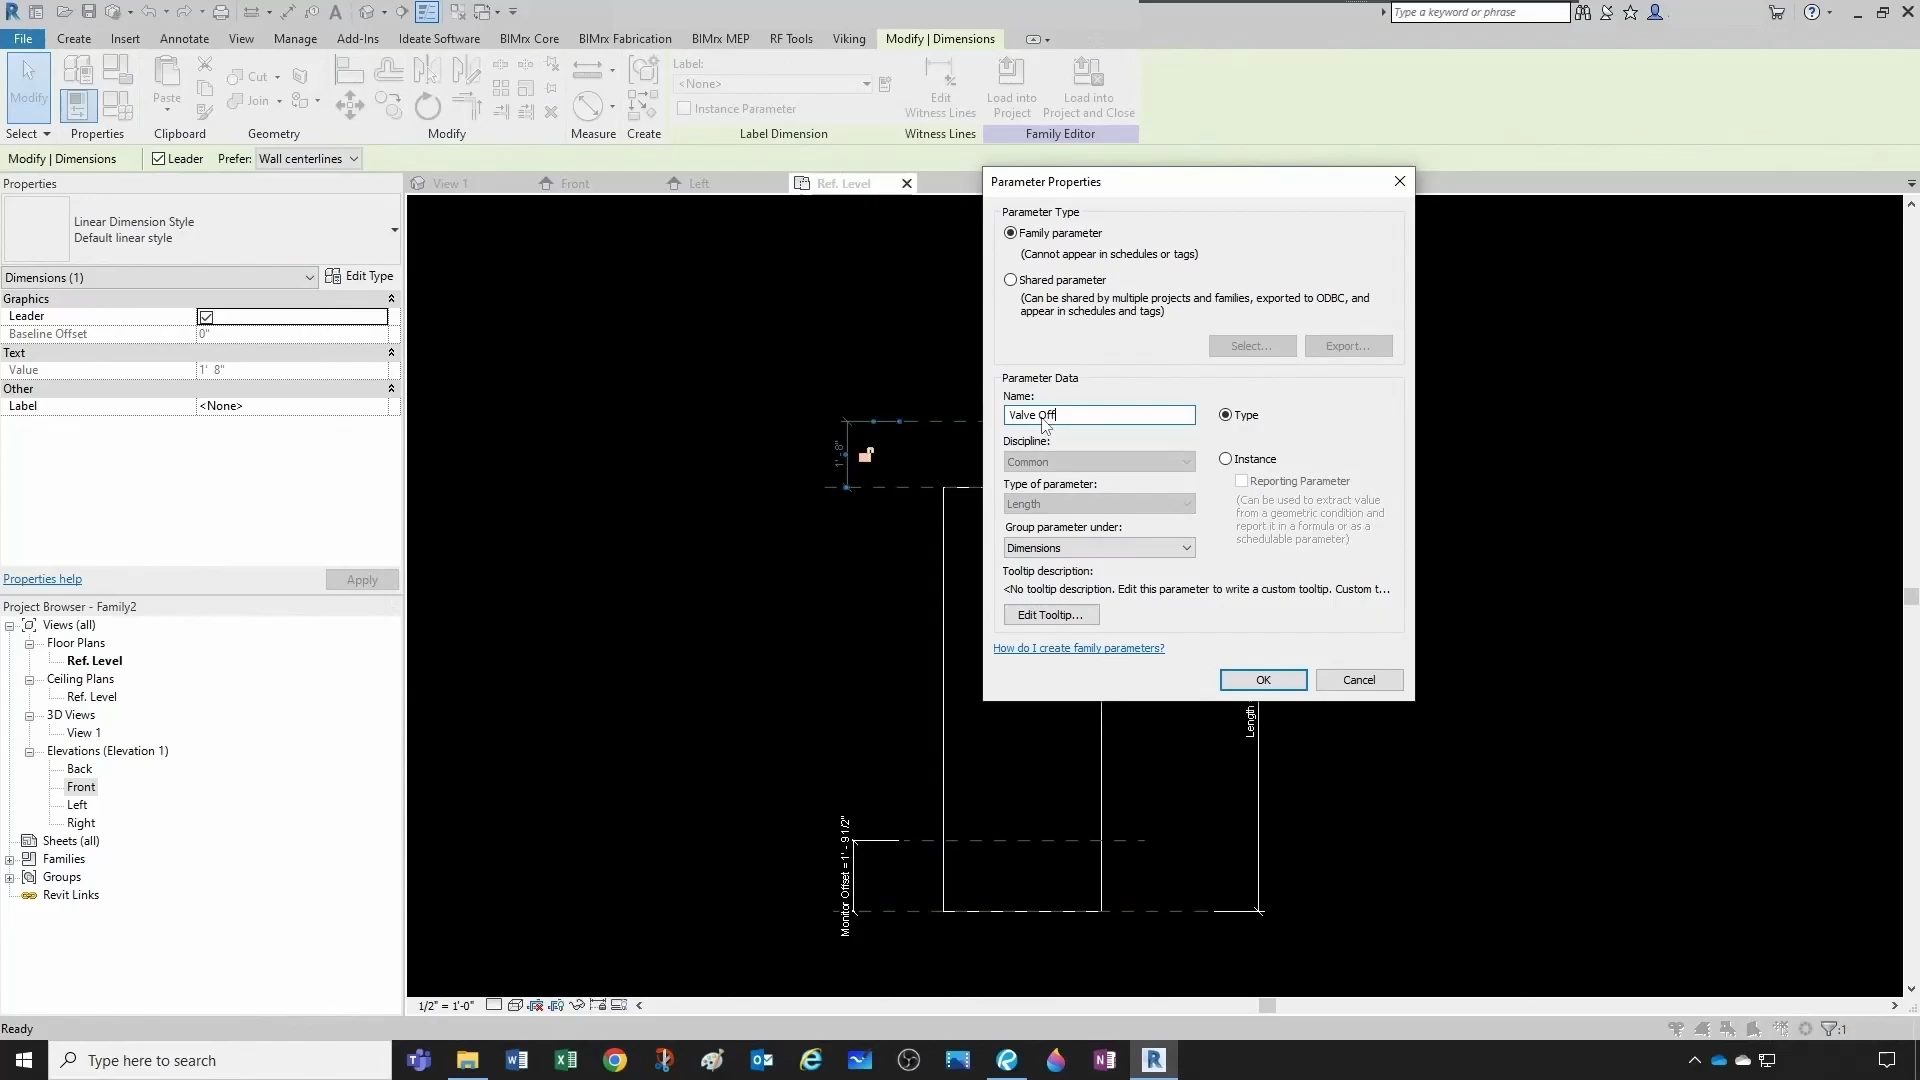 Type a keyword or phrase
File Create Insert Annotate View Manage Add-Ins Ideate Software BIMrx Core BIMrx Fabrication BIMrx MEP RF Tools Viking Modify | Dimensions
Modify
Paste
Cut
Join
Label:
<None>
Instance Parameter
Edit
Witness Lines
Load into
Project
Load into
Project and Close
Select Properties Clipboard Geometry Modify Measure Create Label Dimension Witness Lines Family Editor
Modify | Dimensions Leader Prefer: Wall centerlines
Properties
View 1 Front Left Ref. Level
Linear Dimension Style
Default linear style
Dimensions (1) Edit Type
Graphics
Leader
Baseline Offset 0"
Text
Value 1' 8"
Other
Label <None>
Properties help Apply
Project Browser - Family2
Views (all)
Floor Plans
Ref. Level
Ceiling Plans
Ref. Level
3D Views
View 1
Elevations (Elevation 1)
Back
Front
Left
Right
Sheets (all)
Families
Groups
Revit Links
1' - 8"
Monitor Offset = 1' - 9 1/2"
Length
Parameter Properties
Parameter Type
Family parameter
(Cannot appear in schedules or tags)
Shared parameter
(Can be shared by multiple projects and families, exported to ODBC, and
appear in schedules and tags)
Select... Export...
Parameter Data
Name:
Valve Off
Type
Discipline:
Common
Instance
Reporting Parameter
(Can be used to extract value
from a geometric condition and
report it in a formula or as a
schedulable parameter)
Type of parameter:
Length
Group parameter under:
Dimensions
Tooltip description:
<No tooltip description. Edit this parameter to write a custom tooltip. Custom t...
Edit Tooltip...
How do I create family parameters?
OK Cancel
1/2" = 1'-0"
Ready
:1
Type here to search